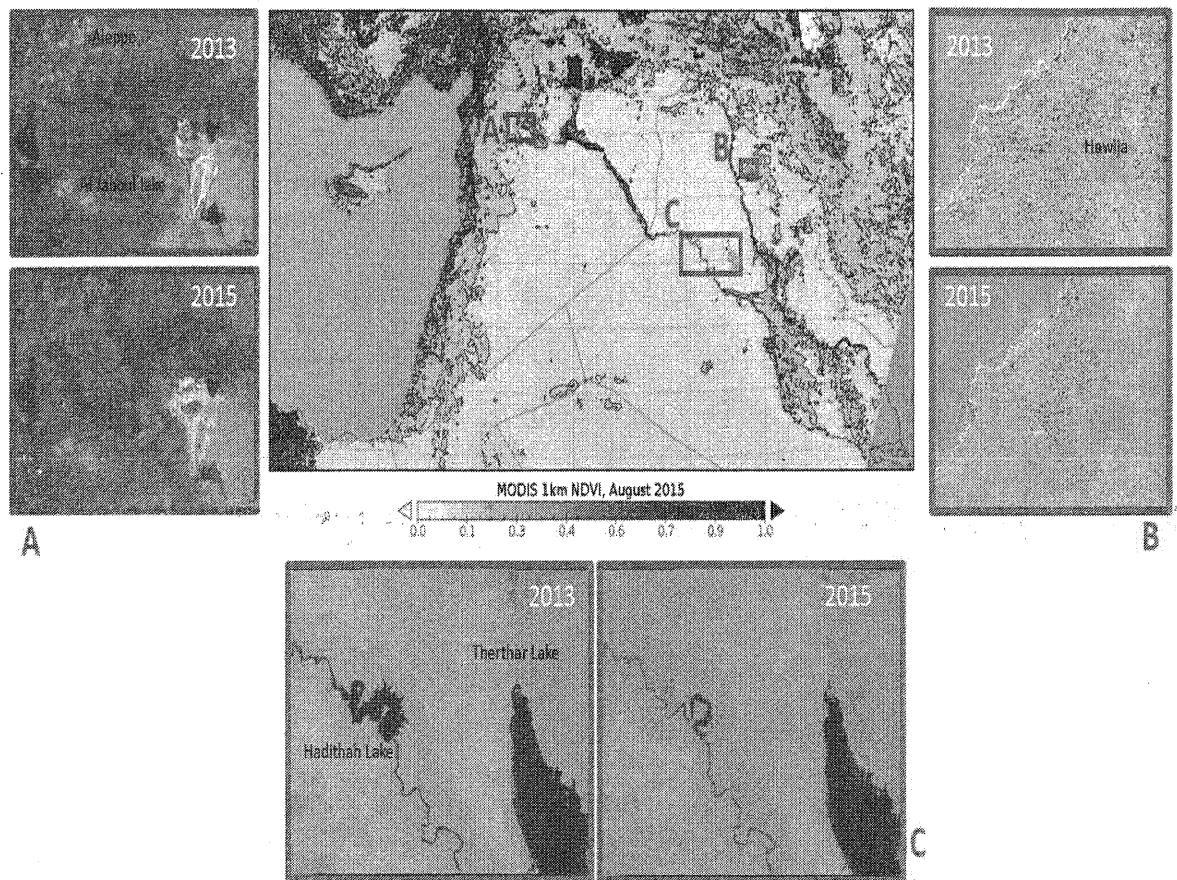 Aleppo
2013
Al Jaboul lake
2015
A
A
B
C
MODIS 1km NDVI, August 2015
0.0 0.1 0.3 0.4 0.6 0.7 0.9 1.0
2013
Hawija
2015
B
2013
Therthar Lake
Hadithah Lake
2015
C